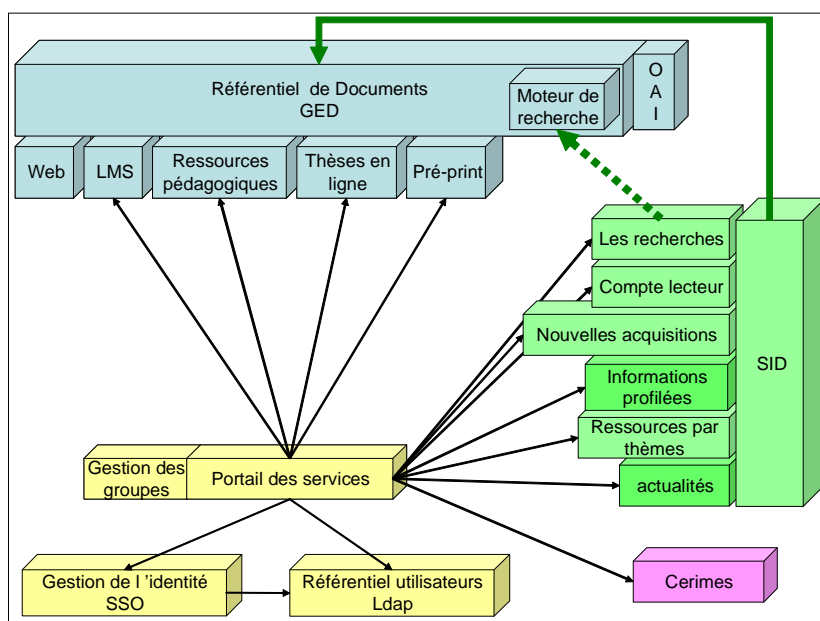 Référentiel de Documents
GED
Moteur de
recherche
O
A
I
Web
LMS
Ressources
pédagogiques
Thèses en
ligne
Pré-print
Les recherches
Compte lecteur
Nouvelles acquisitions
Informations
profilées
Ressources par
thèmes
actualités
SID
Gestion des
groupes
Portail des services
Gestion de l 'identité
SSO
Référentiel utilisateurs
Ldap
Cerimes